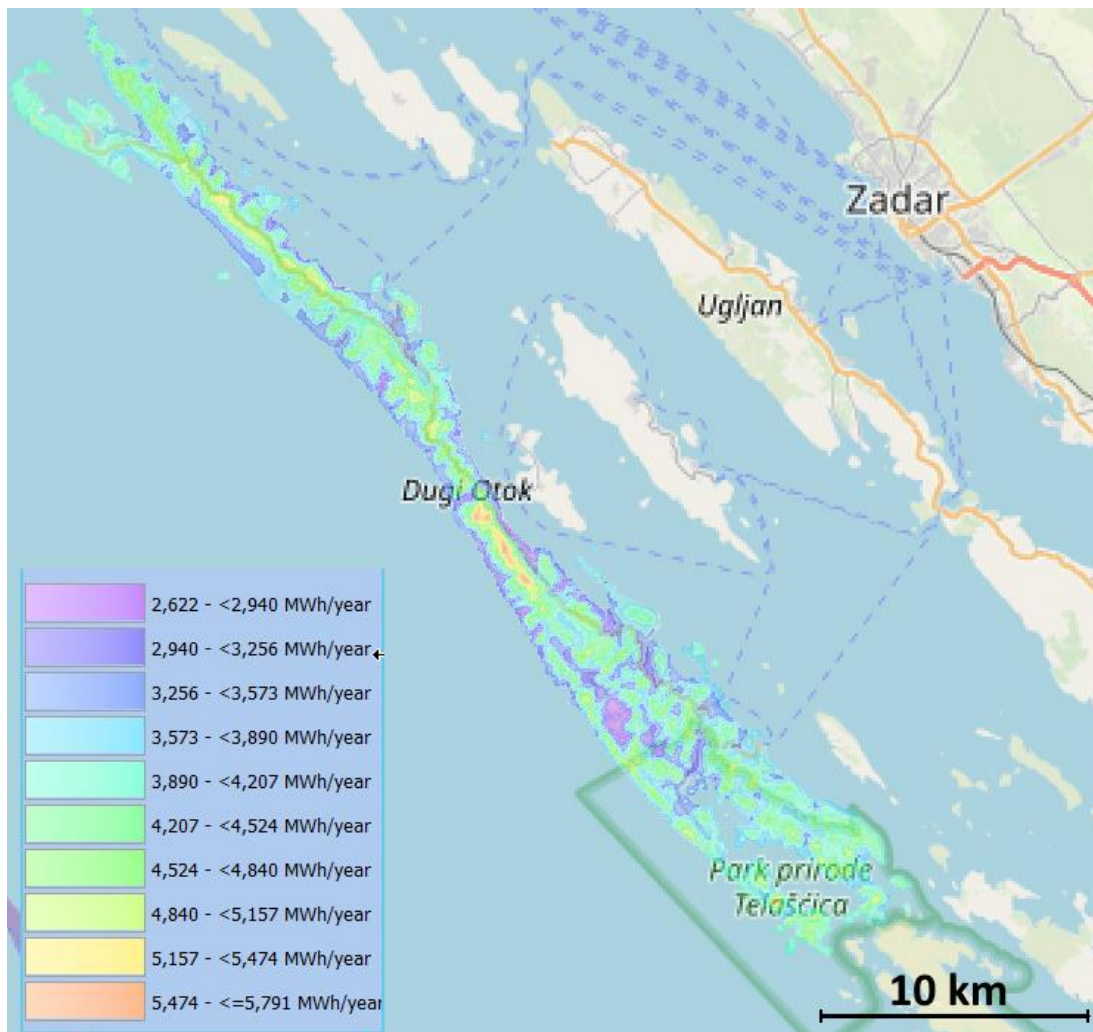 Zadar
Ugljan
Dugi Otok
2,622 - <2,940 MWh/year
2,940 - <3,256 MWh/year
3,256 - <3,573 MWh/year
3,573 - <3,890 MWh/year
3,890 - <4,207 MWh/year
4,207 - <4,524 MWh/year
4,524 - <4,840 MWh/year
4,840 - <5,157 MWh/year
5,157 - <5,474 MWh/year
5,474 - <=5,791 MWh/year
Park prirode
Telašćica
10 km